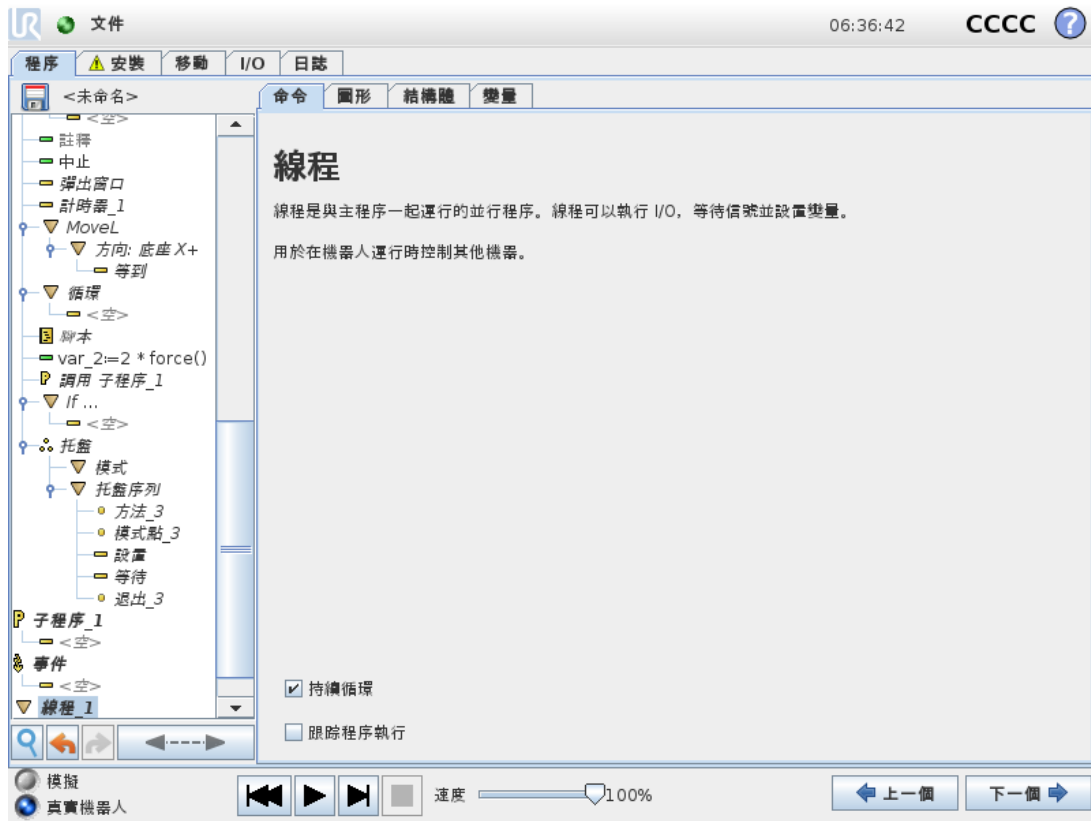 UR 文件 06:36:42 CCCC ?
程序 安裝 移動 I/O 日誌
<未命名>
命令 圖形 結構體 變量
<空>
註釋
中止
彈出窗口
計時器_1
MoveL
方向: 底座 X+
等到
循環
<空>
腳本
var_2:=2 * force()
調用 子程序_1
If ...
<空>
托盤
模式
托盤序列
方法_3
模式點_3
設置
等待
退出_3
子程序_1
<空>
事件
<空>
線程_1
線程
線程是與主程序一起運行的並行程序。線程可以執行 I/O，等待信號並設置變量。
用於在機器人運行時控制其他機器。
持續循環
跟踪程序執行
模擬
真實機器人
速度 100%
上一個 下一個